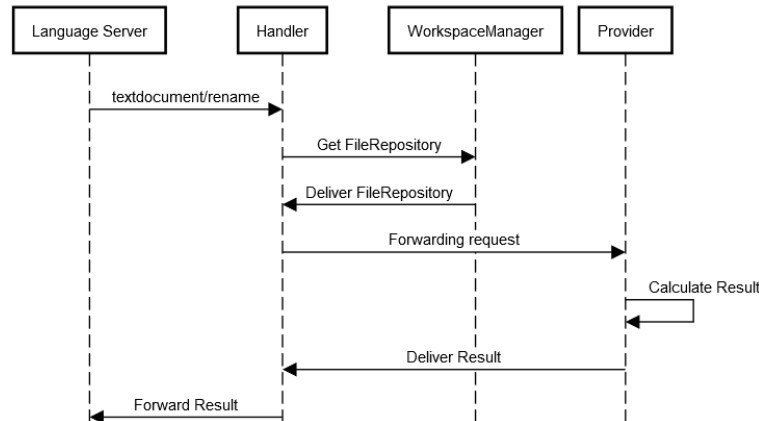 Language Server
Handler
WorkspaceManager
Provider
textdocument/rename
Get FileRepository
Deliver FileRepository
Forwarding request
Calculate Result
Deliver Result
Forward Result